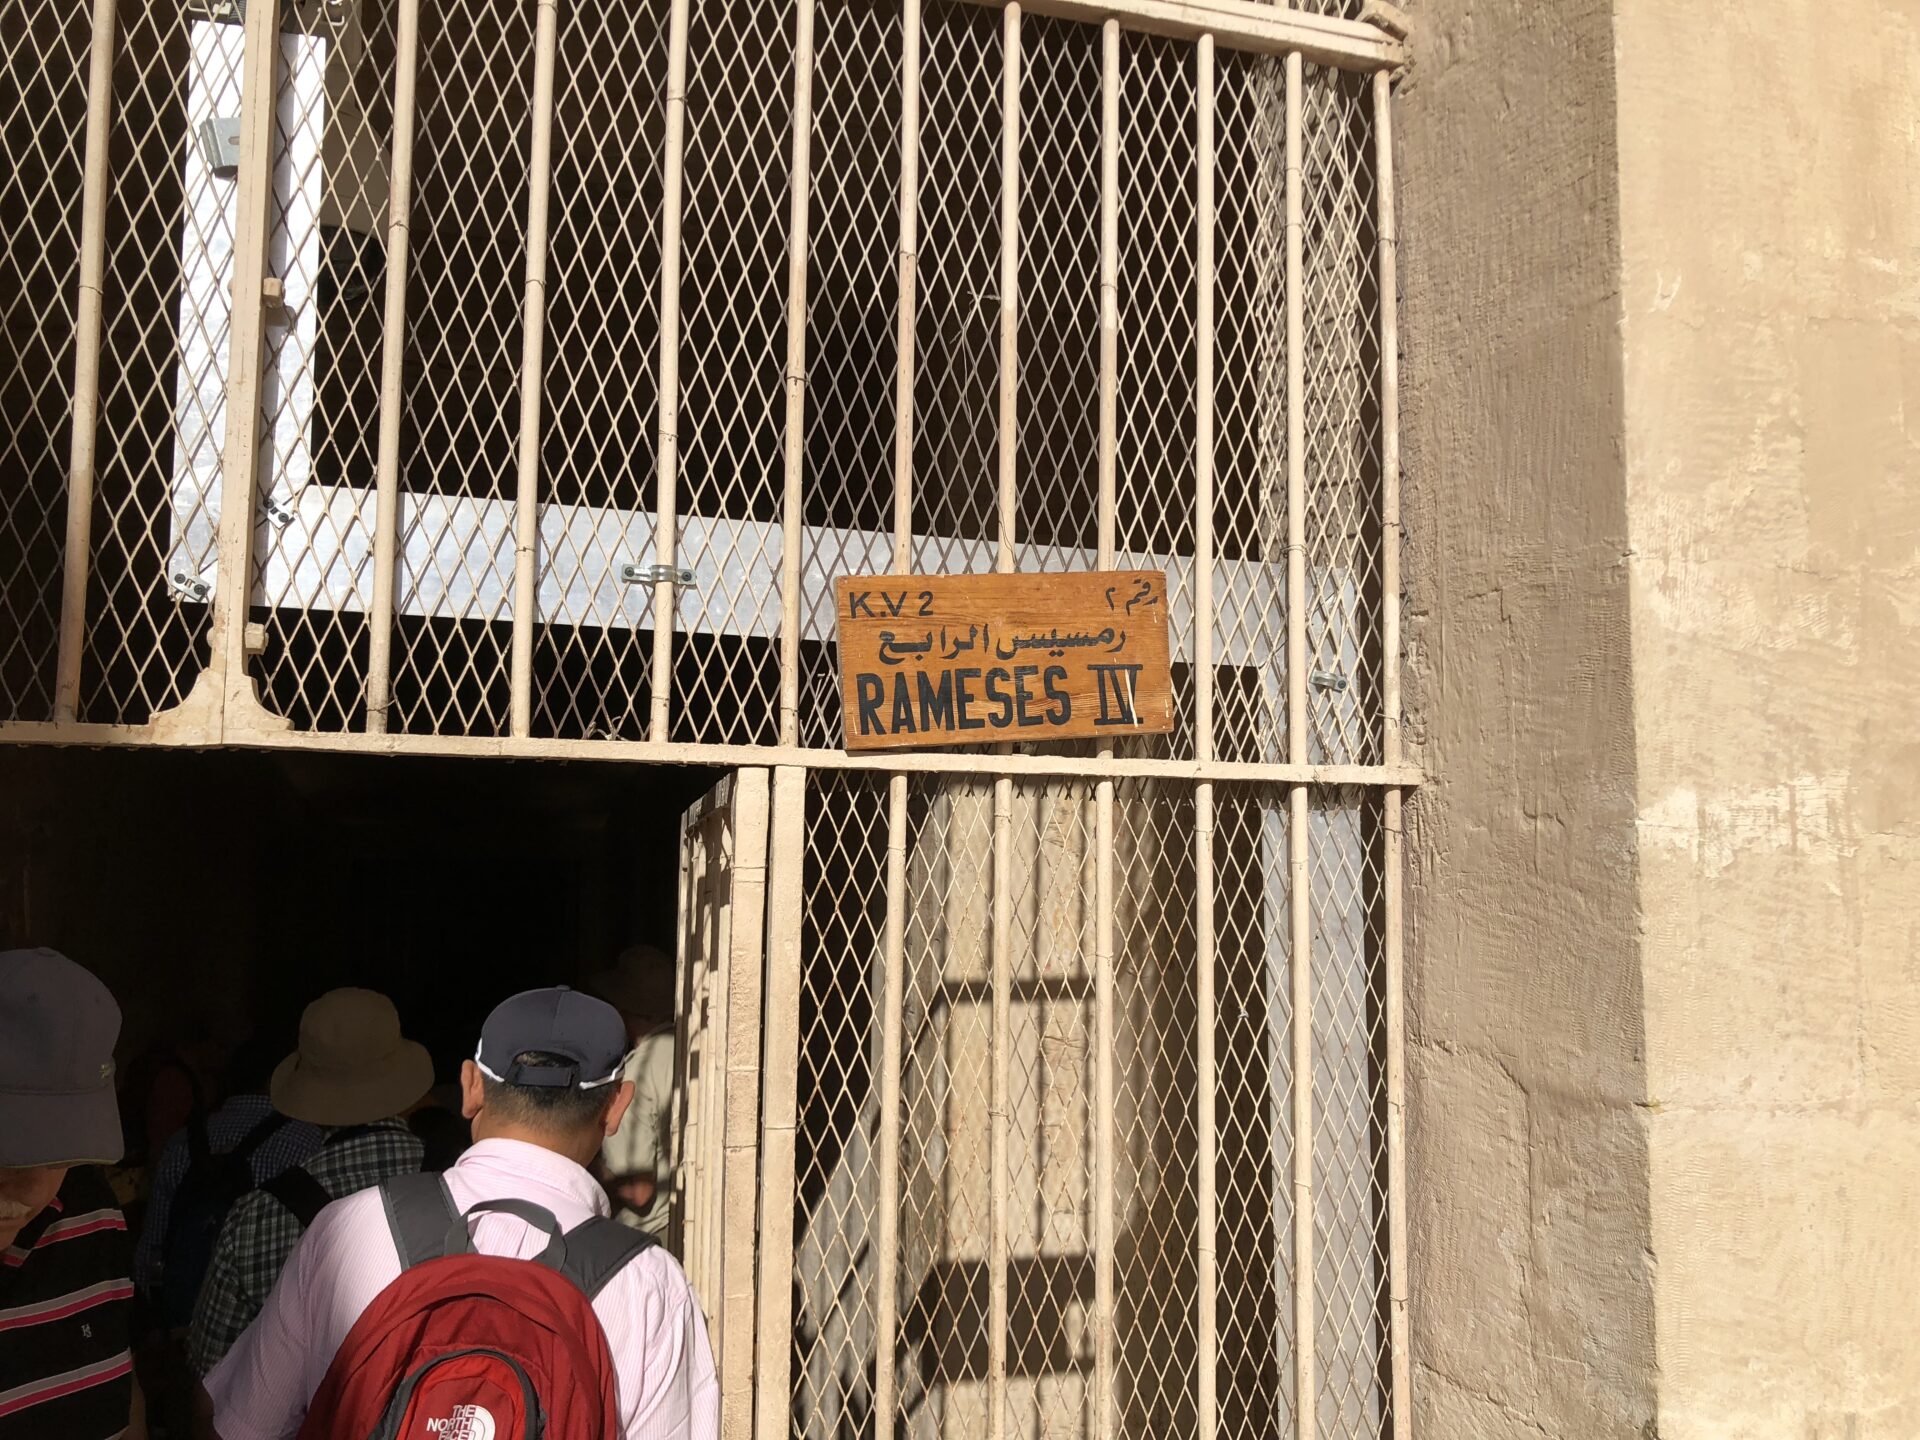 K.V 2 رقم ٢
رمسيس الرابع
RAMESES IV
THE
NORTH
FACE